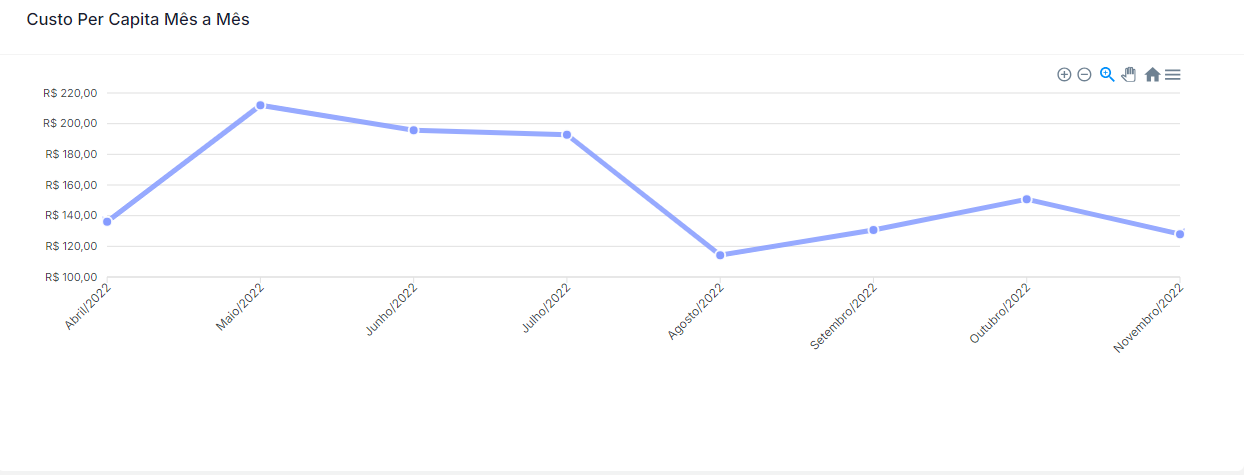 Custo Per Capita Mês a Mês
R$ 220,00
R$ 200,00
R$ 180,00
R$ 160,00
R$ 140,00
R$ 120,00
R$ 100,00
Abril/2022
Maio/2022
Junho/2022
Julho/2022
Agosto/2022
Setembro/2022
Outubro/2022
Novembro/2022